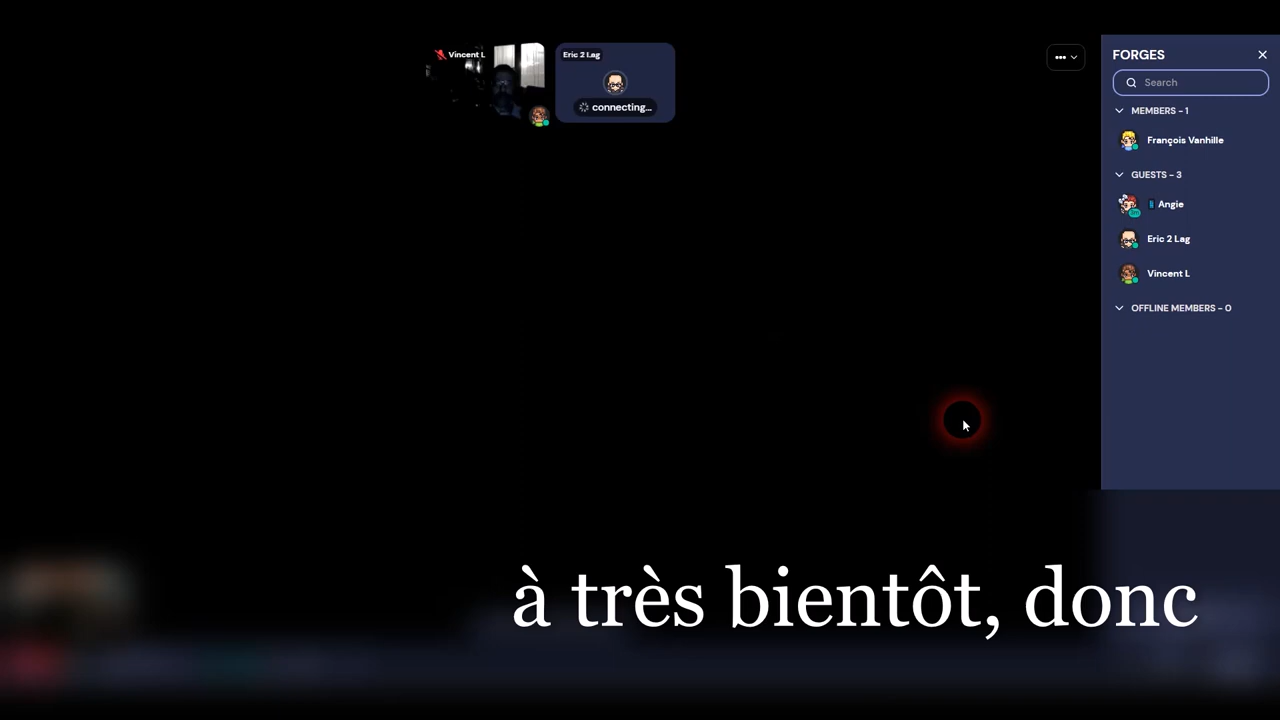 Vincent L
Eric 2 Lag
connecting...
FORGES
Search
MEMBERS - 1
François Vanhille
GUESTS - 3
Angie
Eric 2 Lag
Vincent L
OFFLINE MEMBERS - 0
à très bientôt, donc